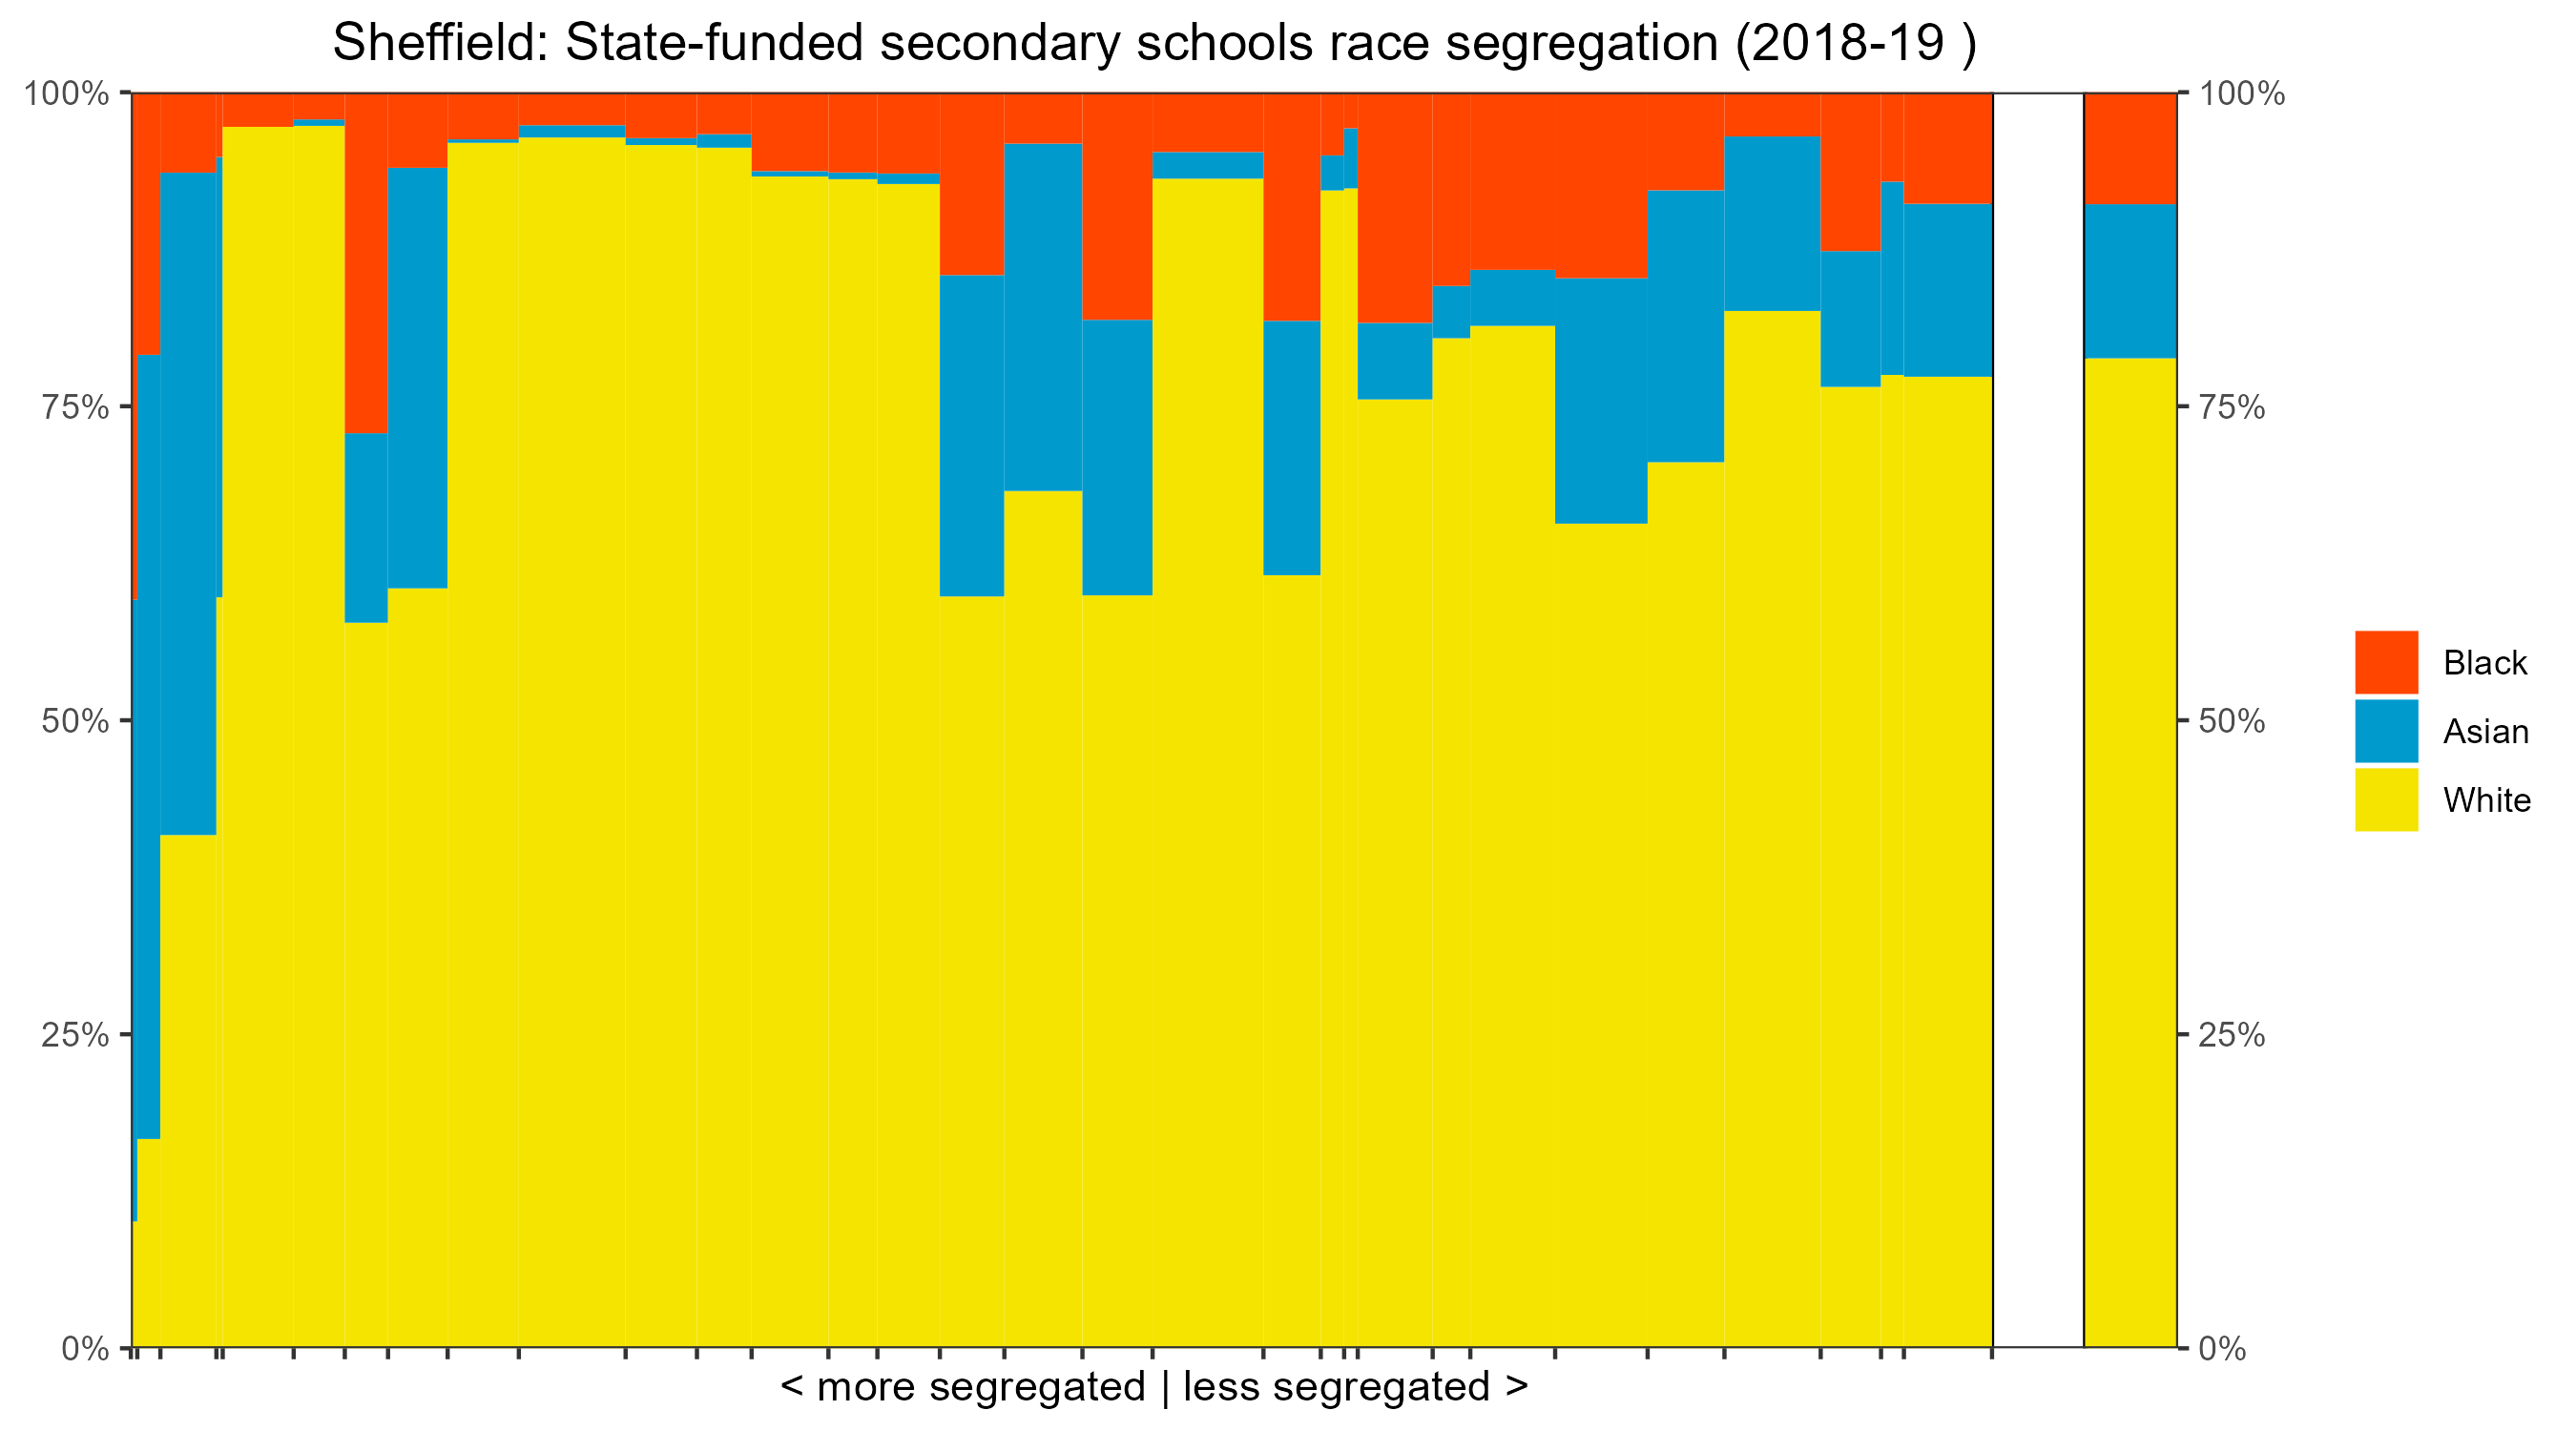 Sheffield: State-funded secondary schools race segregation (2018-19 )
100%
75%
50%
25%
0%
100%
75%
50%
25%
0%
Black
Asian
White
< more segregated | less segregated >